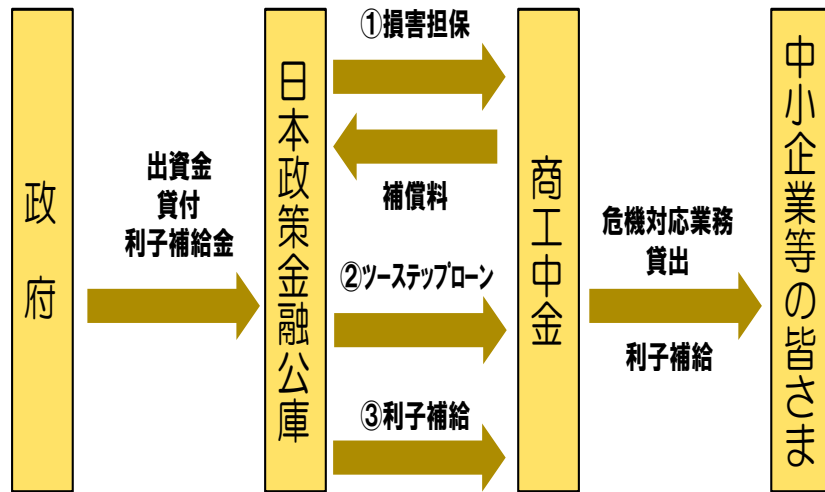 政府
出資金
貸付
利子補給金
日本政策金融公庫
①損害担保
補償料
②ツーステップローン
③利子補給
商工中金
危機対応業務
貸出
利子補給
中小企業等の皆さま